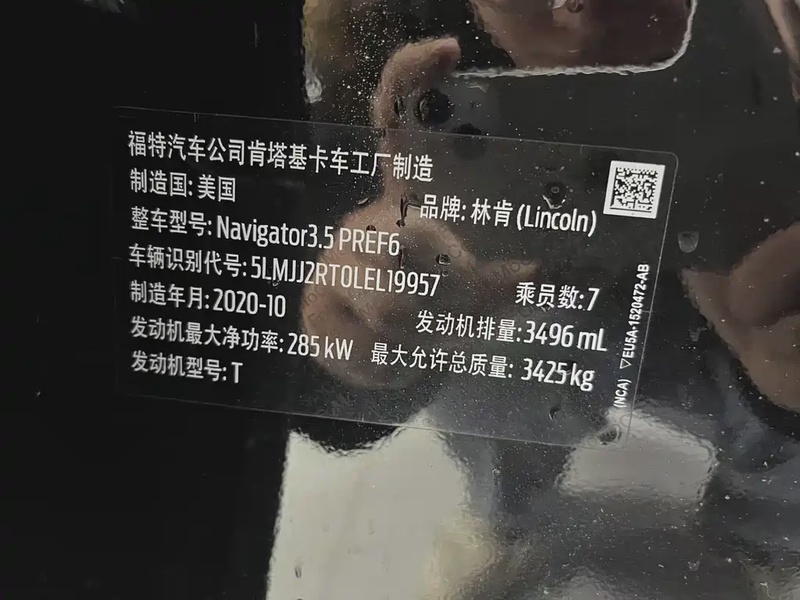 福特汽车公司肯塔基卡车工厂制造
制造国: 美国
品牌: 林肯 (Lincoln)
整车型号: Navigator3.5 PREF6
车辆识别代号: 5LMJJ2RT0LEL19957
乘员数: 7
制造年月: 2020-10
发动机排量: 3496 mL
发动机最大净功率: 285 kW
最大允许总质量: 3425 kg
发动机型号: T
(NCA) ▽EU5A-1520472-AB